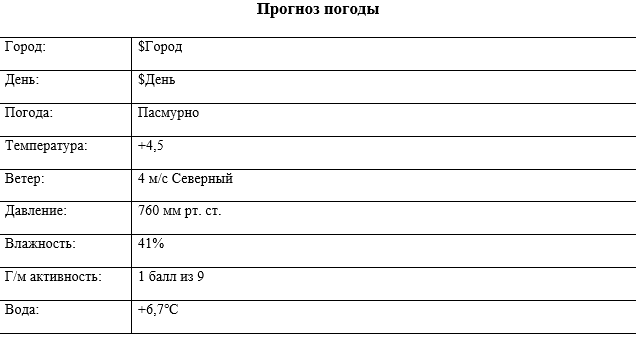 Прогноз погоды
Город: $Город
День: $День
Погода: Пасмурно
Температура: +4,5
Ветер: 4 м/с Северный
Давление: 760 мм рт. ст.
Влажность: 41%
Г/м активность: 1 балл из 9
Вода: +6,7°C